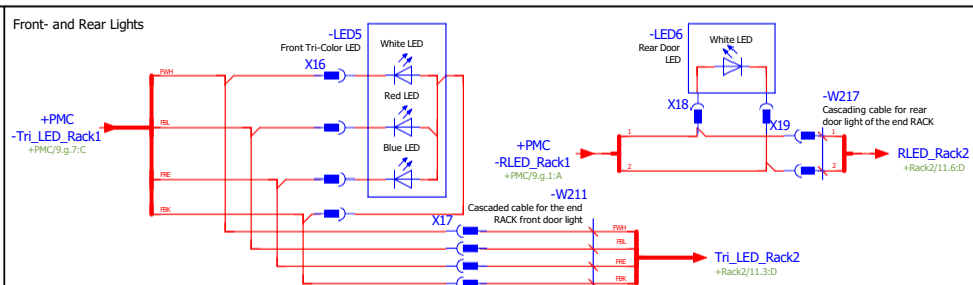 Front- and Rear Lights
-LED5
Front Tri-Color LED
White LED
X16
Red LED
Blue LED
FWH
FBL
FRE
FBK
+PMC
-Tri_LED_Rack1
+PMC/9.g.7:C
X17
-W211
Cascaded cable for the end
RACK front door light
FWH
FBL
FRE
FBK
Tri_LED_Rack2
+Rack2/11.3:D
-LED6
Rear Door
LED
White LED
X18
X19
+PMC
-RLED_Rack1
+PMC/9.g.1:A
1
2
-W217
Cascading cable for rear
door light of the end RACK
1
2
RLED_Rack2
+Rack2/11.6:D